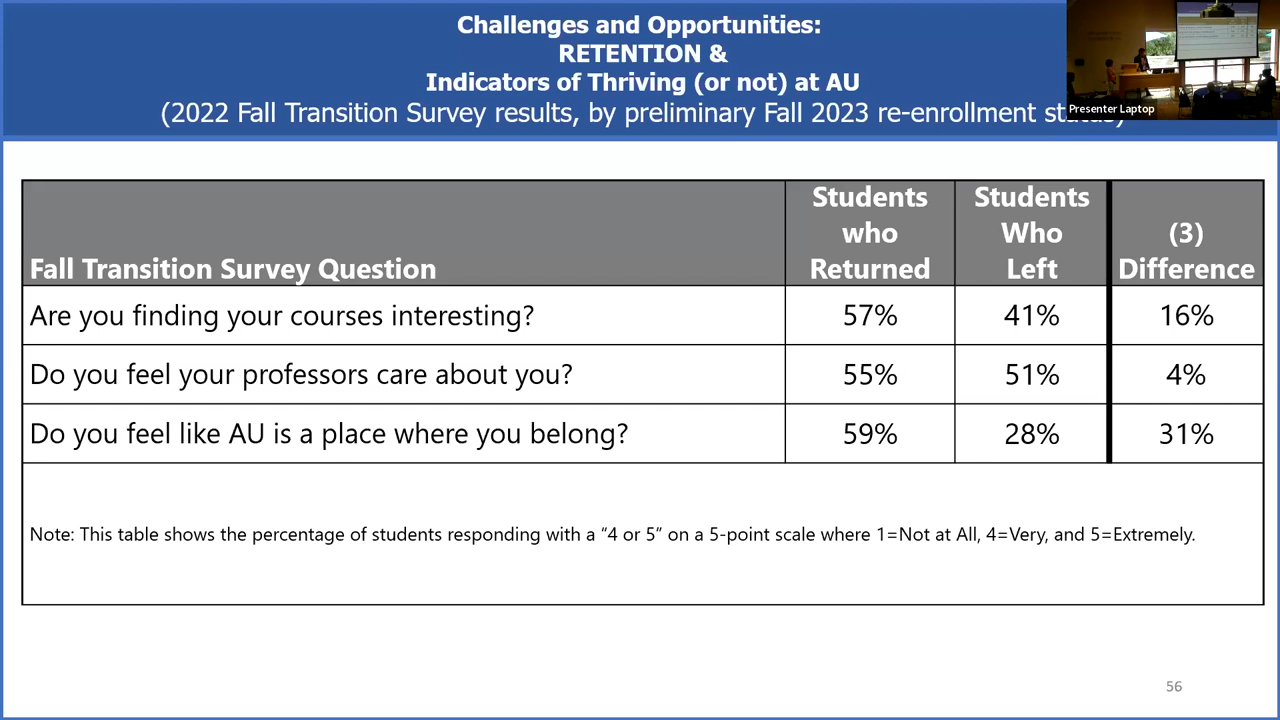 Challenges and Opportunities:
RETENTION &
Indicators of Thriving (or not) at AU
(2022 Fall Transition Survey results, by preliminary Fall 2023 re-enrollment status)
Presenter Laptop
Fall Transition Survey Question
Students who Returned
Students Who Left
(3) Difference
Are you finding your courses interesting? 57% 41% 16%
Do you feel your professors care about you? 55% 51% 4%
Do you feel like AU is a place where you belong? 59% 28% 31%
Note: This table shows the percentage of students responding with a “4 or 5” on a 5-point scale where 1=Not at All, 4=Very, and 5=Extremely.
56